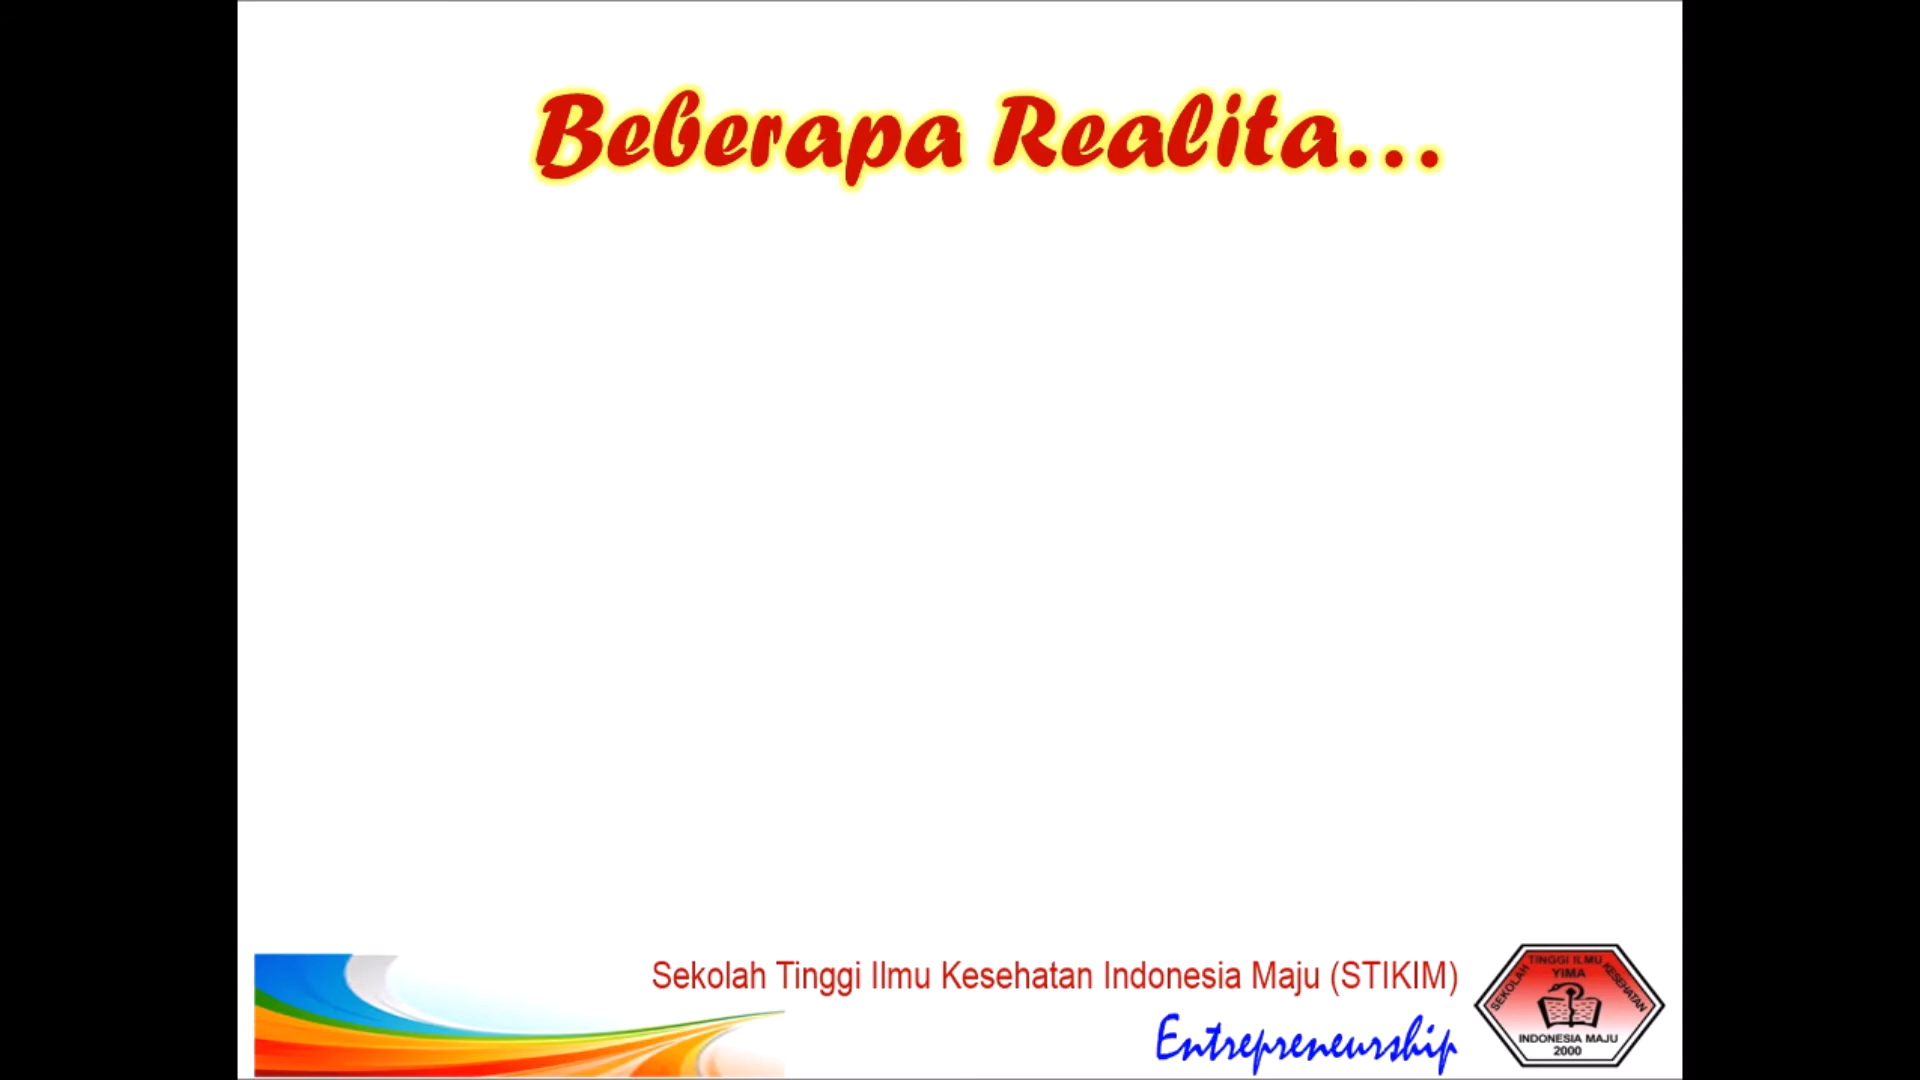 Beberapa Realita...
Sekolah Tinggi Ilmu Kesehatan Indonesia Maju (STIKIM)
Entrepreneurship
SEKOLAH TINGGI ILMU KESEHATAN
YIMA
INDONESIA MAJU
2000